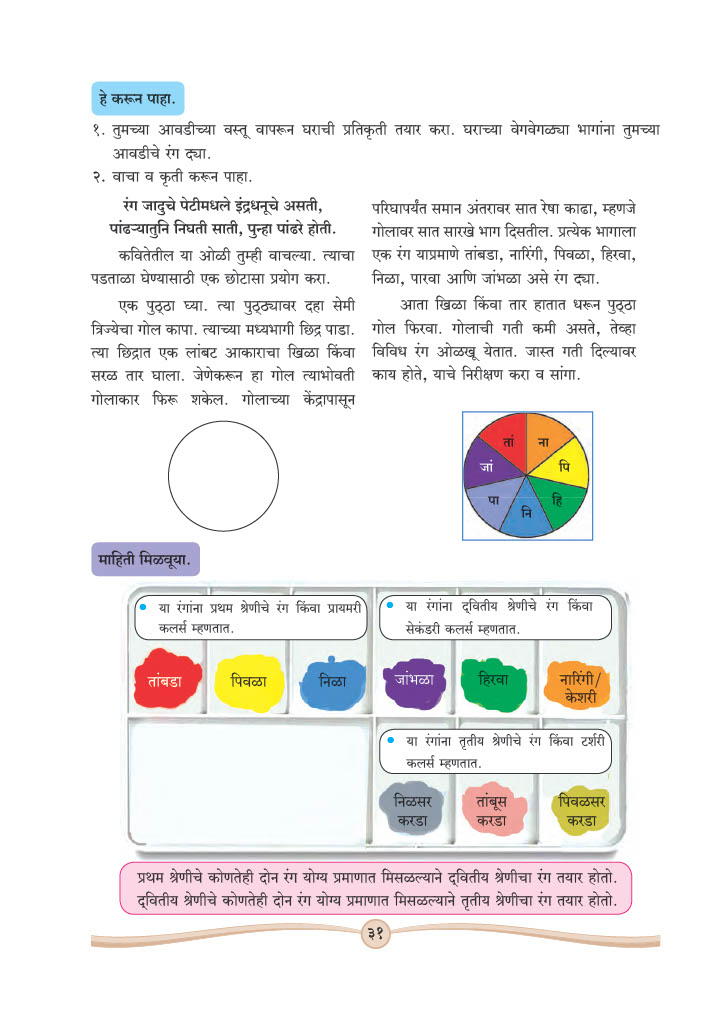 हे करून पाहा.
१. तुमच्या आवडीच्या वस्तू वापरून घराची प्रतिकृती तयार करा. घराच्या वेगवेगळ्या भागांना तुमच्या
आवडीचे रंग द्या.
२. वाचा व कृती करून पाहा.
रंग जादुचे पेटीमधले इंद्रधनूचे असती,
पांढऱ्यातुनि निघती साती, पुन्हा पांढरे होती.
कवितेतील या ओळी तुम्ही वाचल्या. त्याचा
पडताळा घेण्यासाठी एक छोटासा प्रयोग करा.
एक पुठ्ठा घ्या. त्या पुठ्ठ्यावर दहा सेमी
त्रिज्येचा गोल कापा. त्याच्या मध्यभागी छिद्र पाडा.
त्या छिद्रात एक लांबट आकाराचा खिळा किंवा
सरळ तार घाला. जेणेकरून हा गोल त्याभोवती
गोलाकार फिरू शकेल. गोलाच्या केंद्रापासून
परिघापर्यंत समान अंतरावर सात रेषा काढा, म्हणजे
गोलावर सात सारखे भाग दिसतील. प्रत्येक भागाला
एक रंग याप्रमाणे तांबडा, नारिंगी, पिवळा, हिरवा,
निळा, पारवा आणि जांभळा असे रंग द्या.
आता खिळा किंवा तार हातात धरून पुठ्ठा
गोल फिरवा. गोलाची गती कमी असते, तेव्हा
विविध रंग ओळखू येतात. जास्त गती दिल्यावर
काय होते, याचे निरीक्षण करा व सांगा.
तां
ना
जां
पि
पा
हि
नि
माहिती मिळवूया.
• या रंगांना प्रथम श्रेणीचे रंग किंवा प्रायमरी
कलर्स म्हणतात.
• या रंगांना द्वितीय श्रेणीचे रंग किंवा
सेकंडरी कलर्स म्हणतात.
तांबडा
पिवळा
निळा
जांभळा
हिरवा
नारिंगी/
केशरी
• या रंगांना तृतीय श्रेणीचे रंग किंवा टर्शरी
कलर्स म्हणतात.
निळसर
करडा
तांबूस
करडा
पिवळसर
करडा
प्रथम श्रेणीचे कोणतेही दोन रंग योग्य प्रमाणात मिसळल्याने द्वितीय श्रेणीचा रंग तयार होतो.
द्वितीय श्रेणीचे कोणतेही दोन रंग योग्य प्रमाणात मिसळल्याने तृतीय श्रेणीचा रंग तयार होतो.
३१